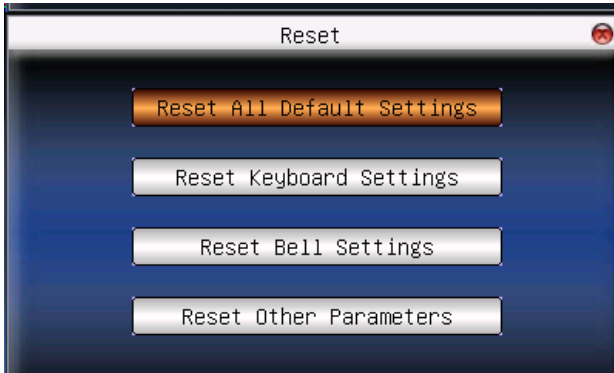 Reset
Reset All Default Settings
Reset Keyboard Settings
Reset Bell Settings
Reset Other Parameters